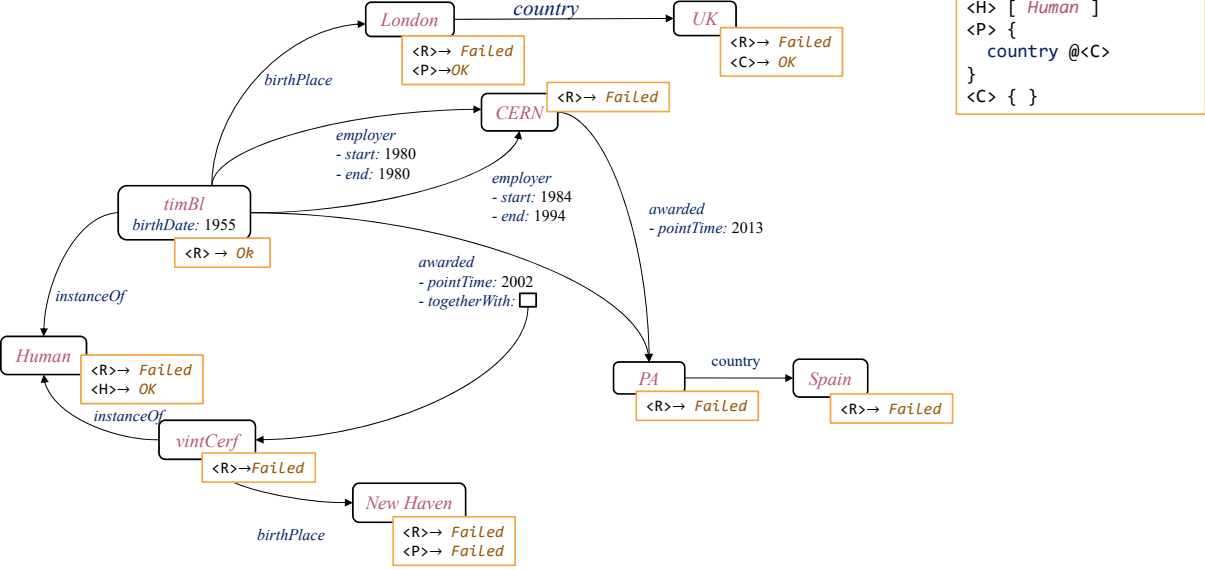 London
country
UK
<R>→ Failed
<P>→OK
<R>→ Failed
<C>→ OK
<H> [ Human ]
<P> {
country @<C>
}
<C> { }
birthPlace
CERN
<R>→ Failed
employer
- start: 1980
- end: 1980
employer
- start: 1984
- end: 1994
timBl
birthDate: 1955
<R> → Ok
awarded
- pointTime: 2013
awarded
- pointTime: 2002
- togetherWith:
instanceOf
Human
<R>→ Failed
<H>→ OK
PA
country
Spain
<R>→ Failed
<R>→ Failed
instanceOf
vintCerf
<R>→Failed
New Haven
birthPlace
<R>→ Failed
<P>→ Failed